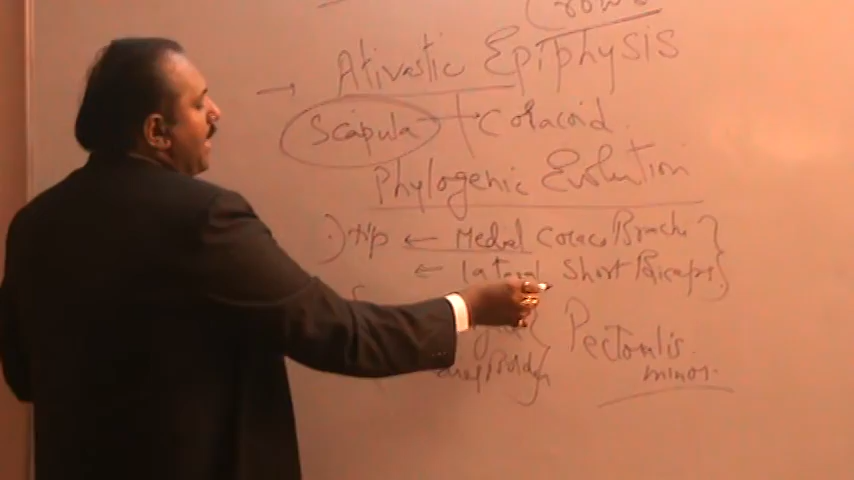 → Ativastic Epiphysis
Scapula → Coracoid
Phylogenic Evolution
.) tip ← Medial Coraco Brachi }
← lateral Short Biceps }
Pectoralis
minor